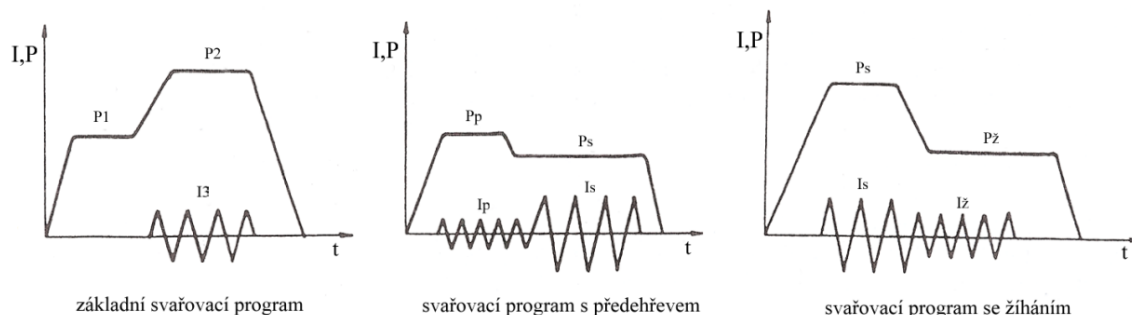 I,P
P1
P2
I3
t
základní svařovací program
I,P
Pp
Ps
Ip
Is
t
svařovací program s předehřevem
I,P
Ps
Pž
Is
Iž
t
svařovací program se žíháním